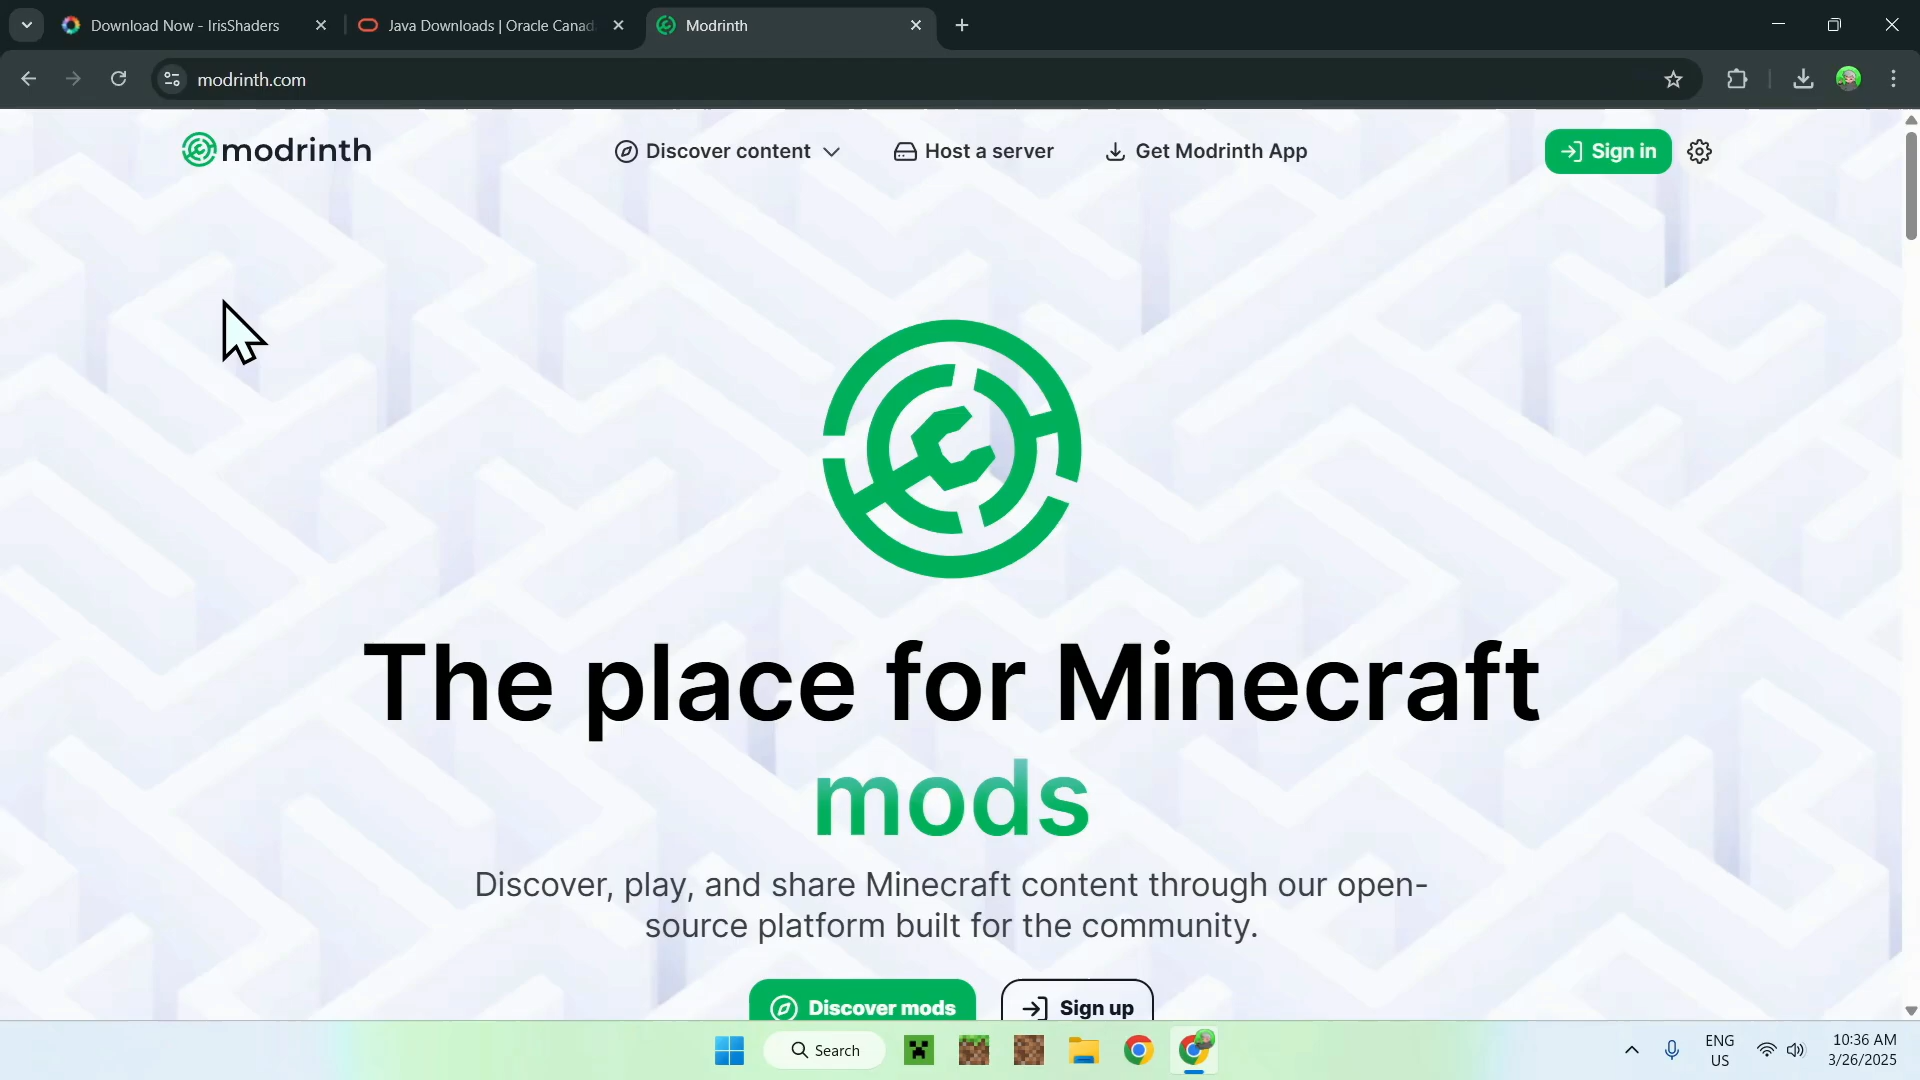 Download Now - IrisShaders
Java Downloads | Oracle Canad
Modrinth
modrinth.com
modrinth
Discover content
Host a server
Get Modrinth App
Sign in
The place for Minecraft
mods
Discover, play, and share Minecraft content through our open-
source platform built for the community.
Discover mods
Sign up
Search
ENG
US
10:36 AM
3/26/2025